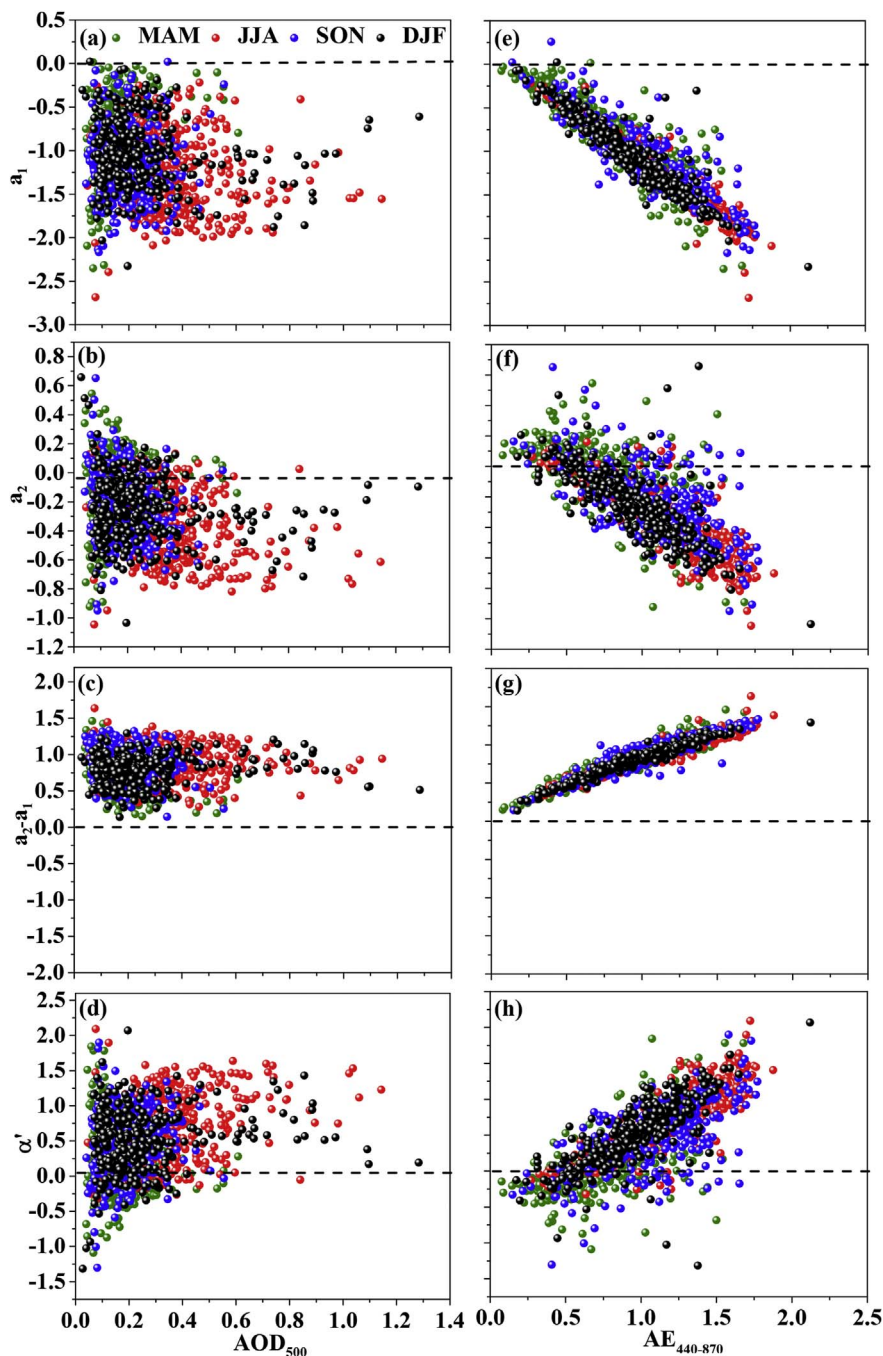 (a) MAM JJA SON DJF
0.0
-0.5
-1.0
-1.5
-2.0
-2.5
-3.0
a1
(e)
(b)
0.8
0.6
0.4
0.2
0.0
-0.2
-0.4
-0.6
-0.8
-1.0
-1.2
a2
(f)
(c)
2.0
1.5
1.0
0.5
0.0
-0.5
-1.0
-1.5
-2.0
a2-a1
(g)
(d)
2.5
2.0
1.5
1.0
0.5
0.0
-0.5
-1.0
-1.5
α'
(h)
0.0 0.2 0.4 0.6 0.8 1.0 1.2 1.4
AOD500
0.0 0.5 1.0 1.5 2.0 2.5
AE440-870